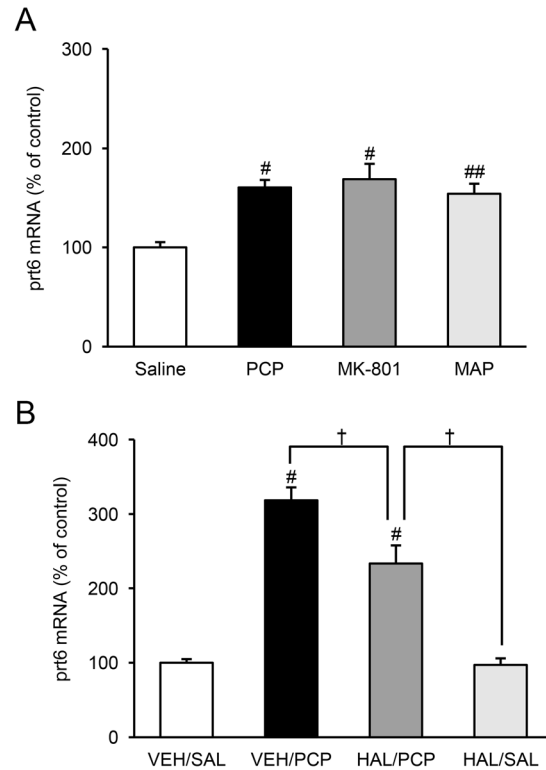 A
prt6 mRNA (% of control)
300
200
100
0
#
#
##
Saline PCP MK-801 MAP
B
prt6 mRNA (% of control)
400
300
200
100
0
† †
#
#
VEH/SAL VEH/PCP HAL/PCP HAL/SAL